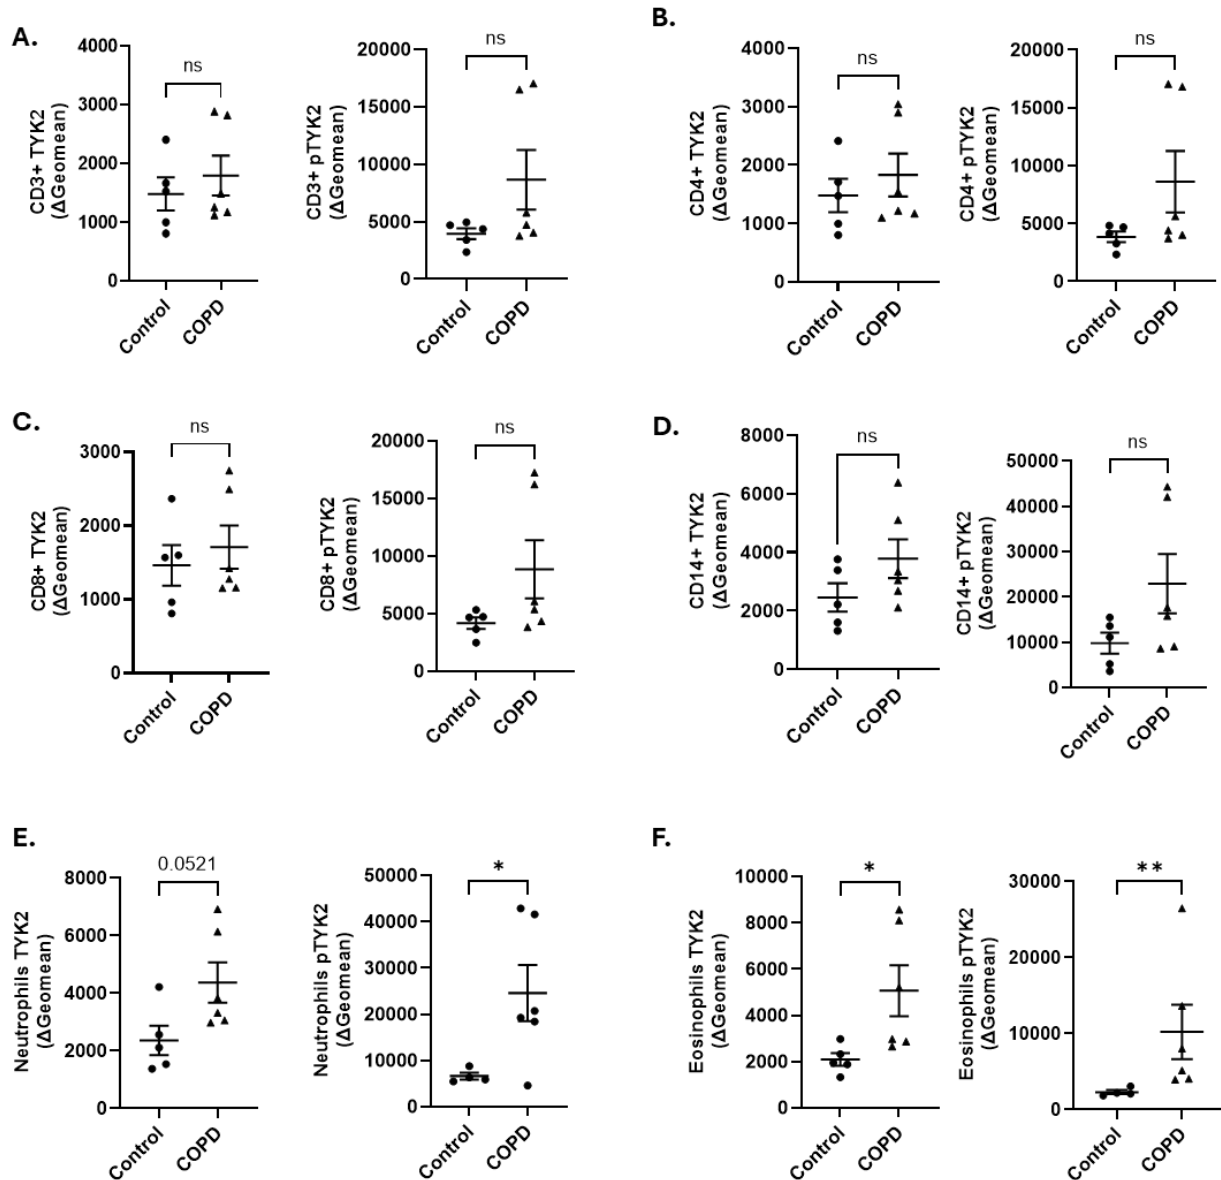 A.
CD3+ TYK2
(ΔGeomean)
4000
3000
2000
1000
0
ns
Control
COPD
CD3+ pTYK2
(ΔGeomean)
20000
15000
10000
5000
0
ns
Control
COPD
B.
CD4+ TYK2
(ΔGeomean)
4000
3000
2000
1000
0
ns
Control
COPD
CD4+ pTYK2
(ΔGeomean)
20000
15000
10000
5000
0
ns
Control
COPD
C.
CD8+ TYK2
(ΔGeomean)
3000
2000
1000
0
ns
Control
COPD
CD8+ pTYK2
(ΔGeomean)
20000
15000
10000
5000
0
ns
Control
COPD
D.
CD14+ TYK2
(ΔGeomean)
8000
6000
4000
2000
0
ns
Control
COPD
CD14+ pTYK2
(ΔGeomean)
50000
40000
30000
20000
10000
0
ns
Control
COPD
E.
Neutrophils TYK2
(ΔGeomean)
8000
6000
4000
2000
0
0.0521
Control
COPD
Neutrophils pTYK2
(ΔGeomean)
50000
40000
30000
20000
10000
0
*
Control
COPD
F.
Eosinophils TYK2
(ΔGeomean)
10000
8000
6000
4000
2000
0
*
Control
COPD
Eosinophils pTYK2
(ΔGeomean)
30000
20000
10000
0
**
Control
COPD